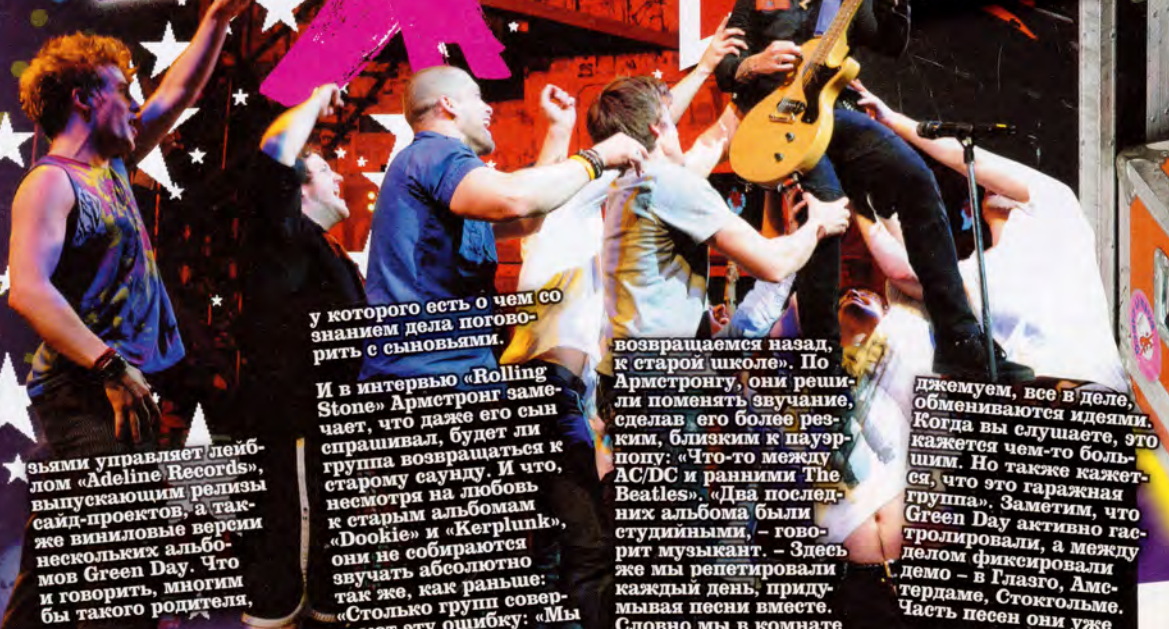 зьями управляет лейб-
лом «Adeline Records»,
выпускающим релизы
сайд-проектов, а так-
же виниловые версии
нескольких альбо-
мов Green Day. Что
и говорить, многим
бы такого родителя,
у которого есть о чем со
знанием дела погово-
рить с сыновьями.
И в интервью «Rolling
Stone» Армстронг заме-
чает, что даже его сын
спрашивал, будет ли
группа возвращаться к
старому саунду. И что,
несмотря на любовь
к старым альбомам
«Dookie» и «Kerplunk»,
они не собираются
звучать абсолютно
так же, как раньше:
«Столько групп совер-
эту ошибку: «Мы
возвращаемся назад,
к старой школе». По
Армстронгу, они реши-
ли поменять звучание,
сделав его более рез-
ким, близким к пауэр-
попу: «Что-то между
AC/DC и ранними The
Beatles». «Два послед-
них альбома были
студийными, – гово-
рит музыкант. – Здесь
же мы репетировали
каждый день, приду-
мывая песни вместе.
Словно мы в комнате
джемуем, все в деле,
обмениваются идеями.
Когда вы слушаете, это
кажется чем-то боль-
шим. Но также кажет-
ся, что это гаражная
группа». Заметим, что
Green Day активно гас-
тролировали, а между
делом фиксировали
демо – в Глазго, Амс-
тердаме, Стокгольме.
Часть песен они уже